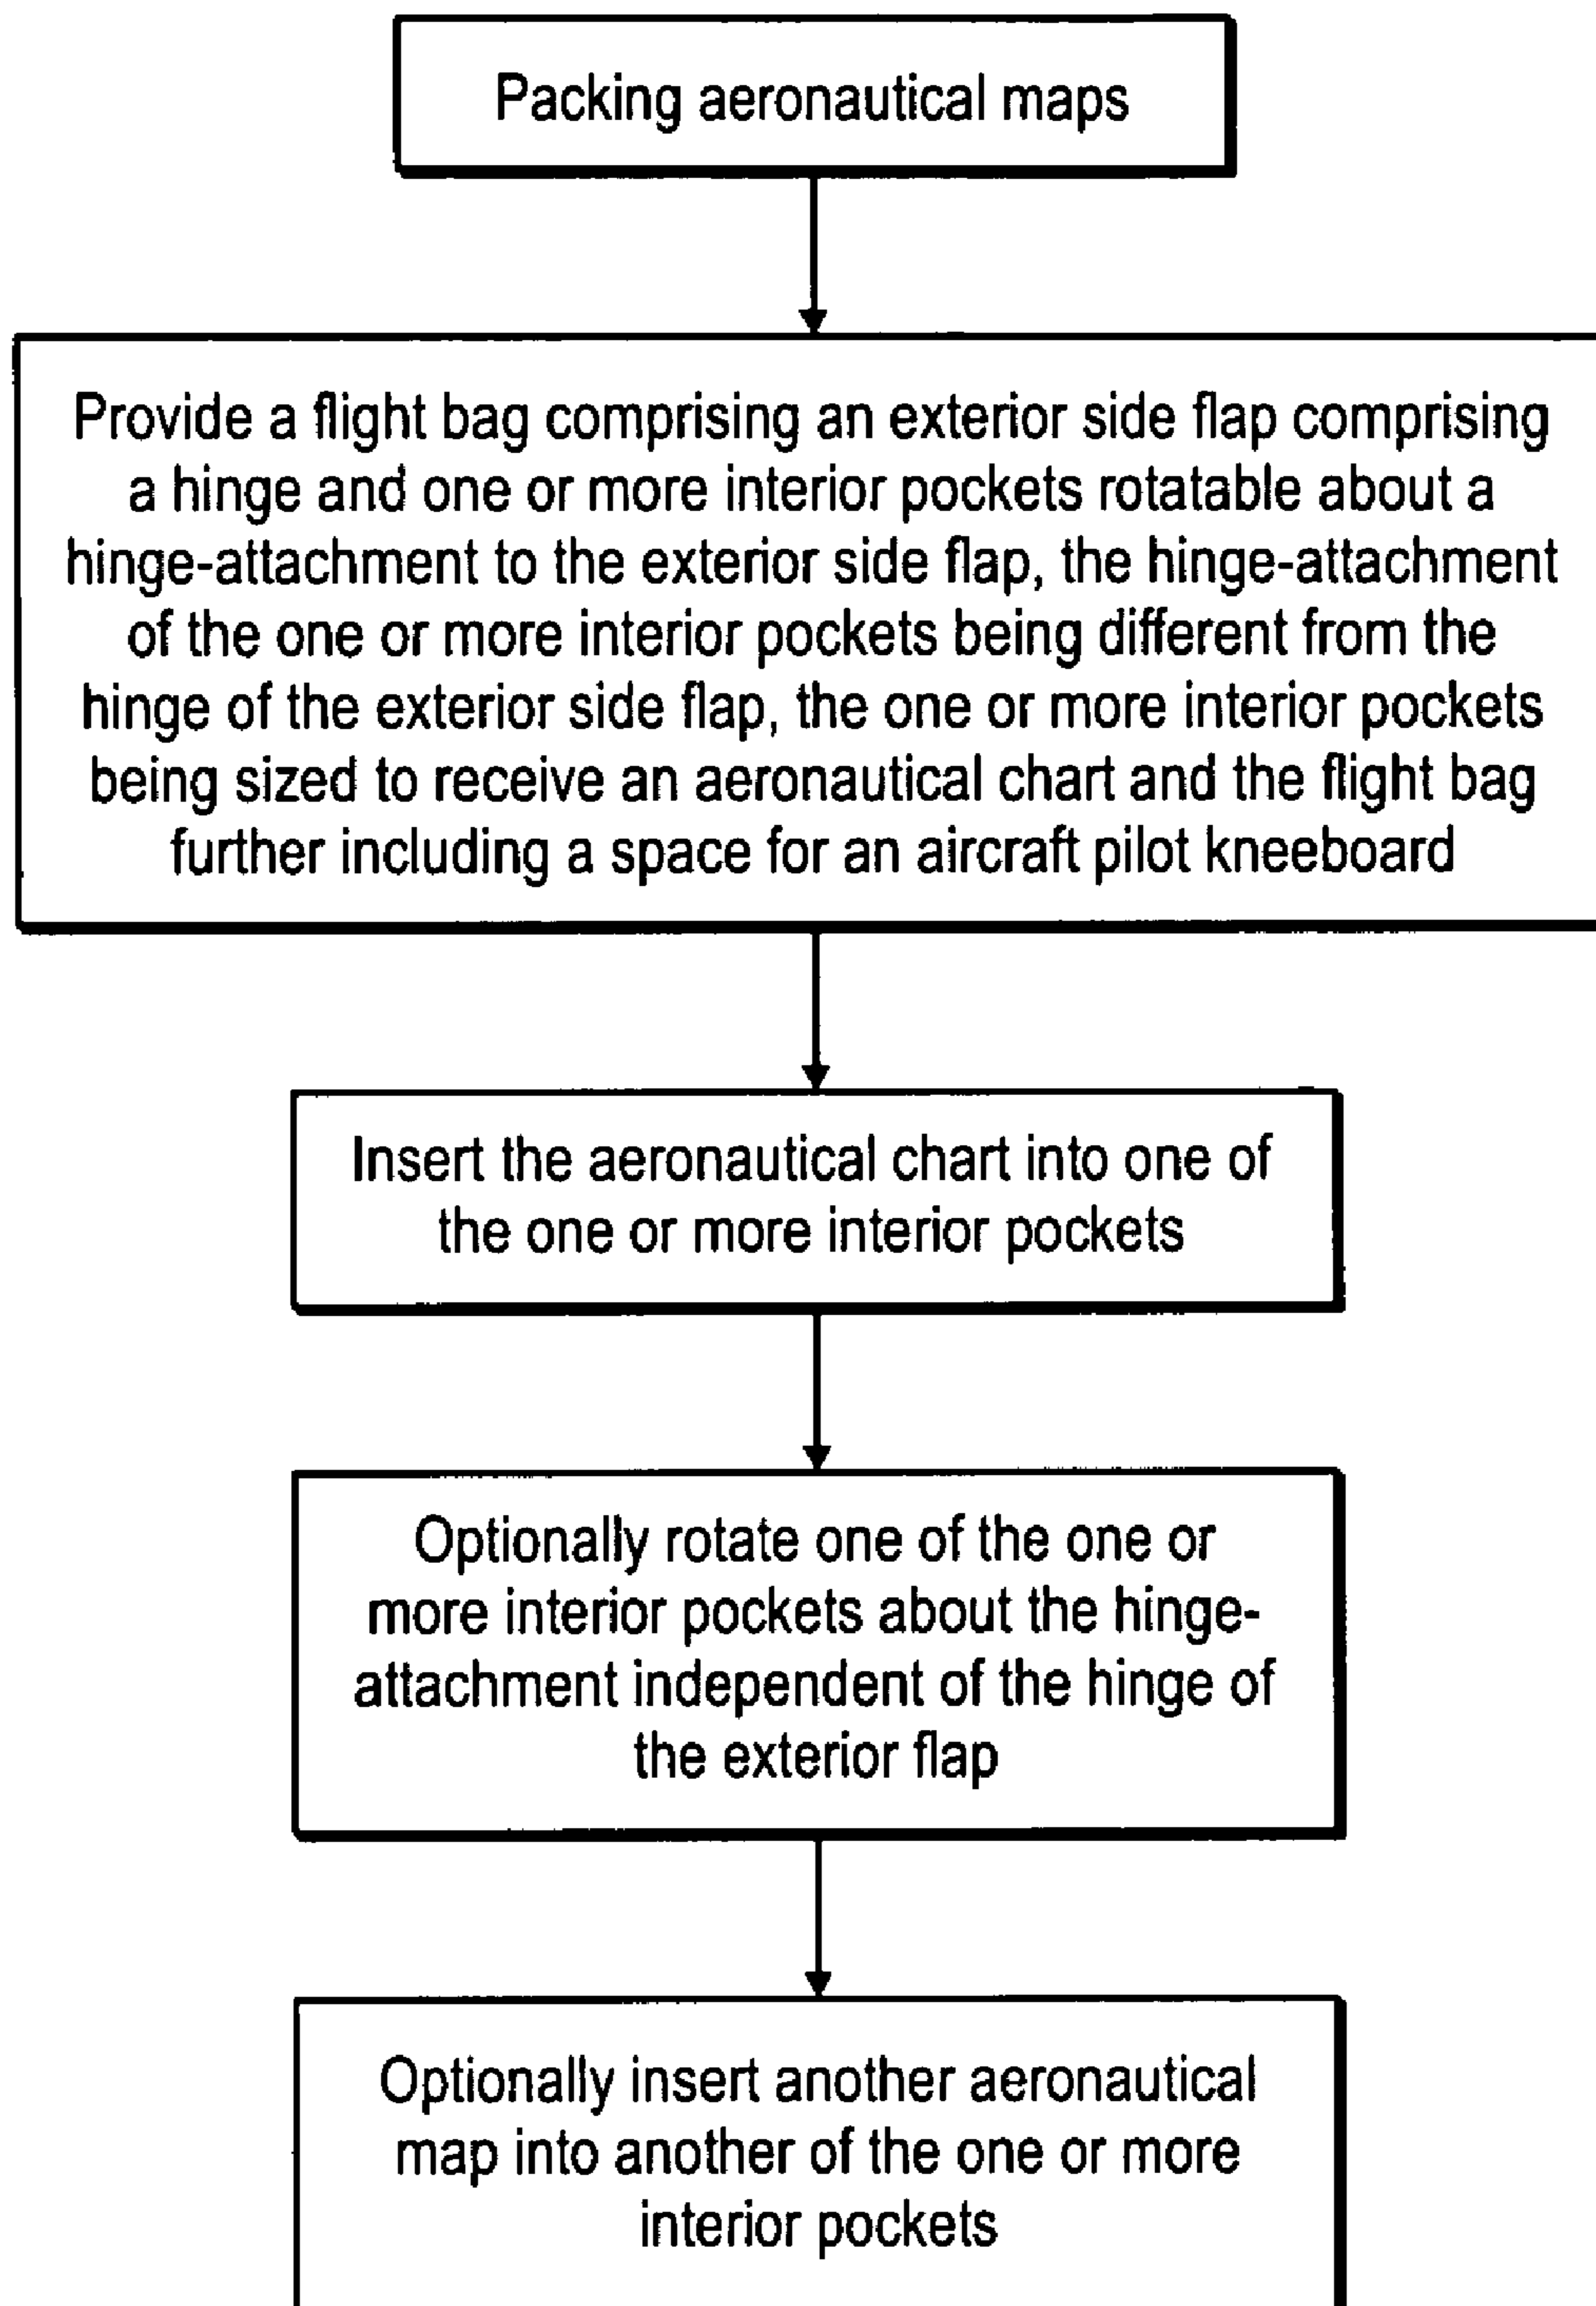 Packing aeronautical maps
Provide a flight bag comprising an exterior side flap comprising
a hinge and one or more interior pockets rotatable about a
hinge-attachment to the exterior side flap, the hinge-attachment
of the one or more interior pockets being different from the
hinge of the exterior side flap, the one or more interior pockets
being sized to receive an aeronautical chart and the flight bag
further including a space for an aircraft pilot kneeboard
Insert the aeronautical chart into one of
the one or more interior pockets
Optionally rotate one of the one or
more interior pockets about the hinge-
attachment independent of the hinge of
the exterior flap
Optionally insert another aeronautical
map into another of the one or more
interior pockets